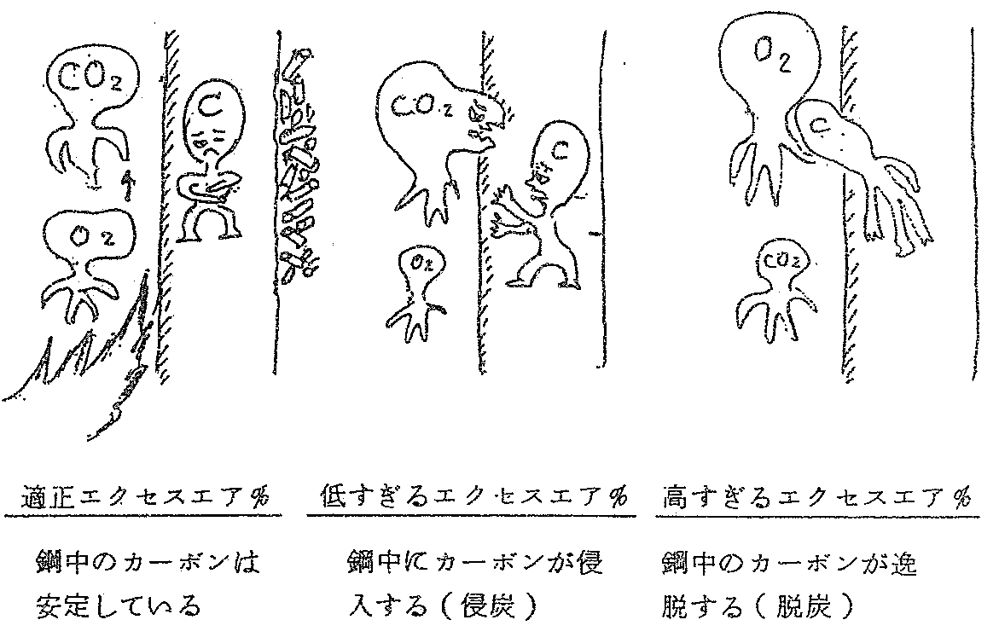 CO2
C
O2
CO2
C
O2
O2
C
CO2
適正エクセスエア%
鋼中のカーボンは
安定している
低すぎるエクセスエア%
鋼中にカーボンが侵
入する(侵炭)
高すぎるエクセスエア%
鋼中のカーボンが逸
脱する(脱炭)